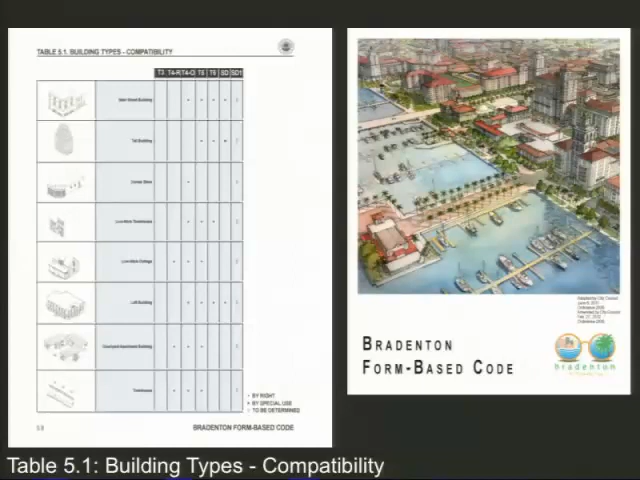 TABLE 5.1. BUILDING TYPES - COMPATIBILITY
T3 T4-R T4-O T5 T6 SD SD1
Main Street Building
Tall Building
Corner Store
Live-Work Townhouse
Live-Work Cottage
Loft Building
Courtyard Apartment Building
Townhouse
BY RIGHT
BY SPECIAL USE
TO BE DETERMINED
BRADENTON FORM-BASED CODE
BRADENTON
FORM-BASED CODE
bradenton
Table 5.1: Building Types - Compatibility